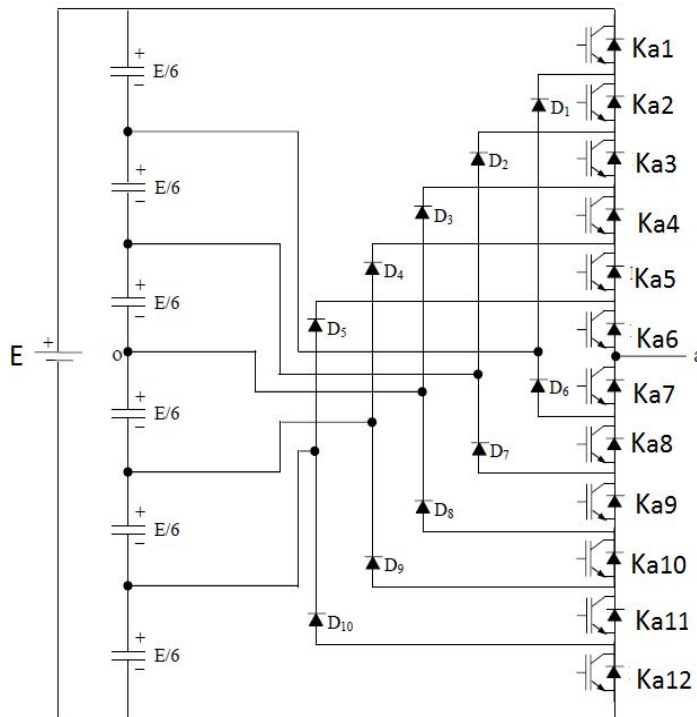 +
E/6
−
+
E/6
−
+
E/6
−
o
+
E/6
−
+
E/6
−
+
E/6
−
E
+
−
D1
D2
D3
D4
D5
D6
D7
D8
D9
D10
Ka1
Ka2
Ka3
Ka4
Ka5
Ka6
a
Ka7
Ka8
Ka9
Ka10
Ka11
Ka12